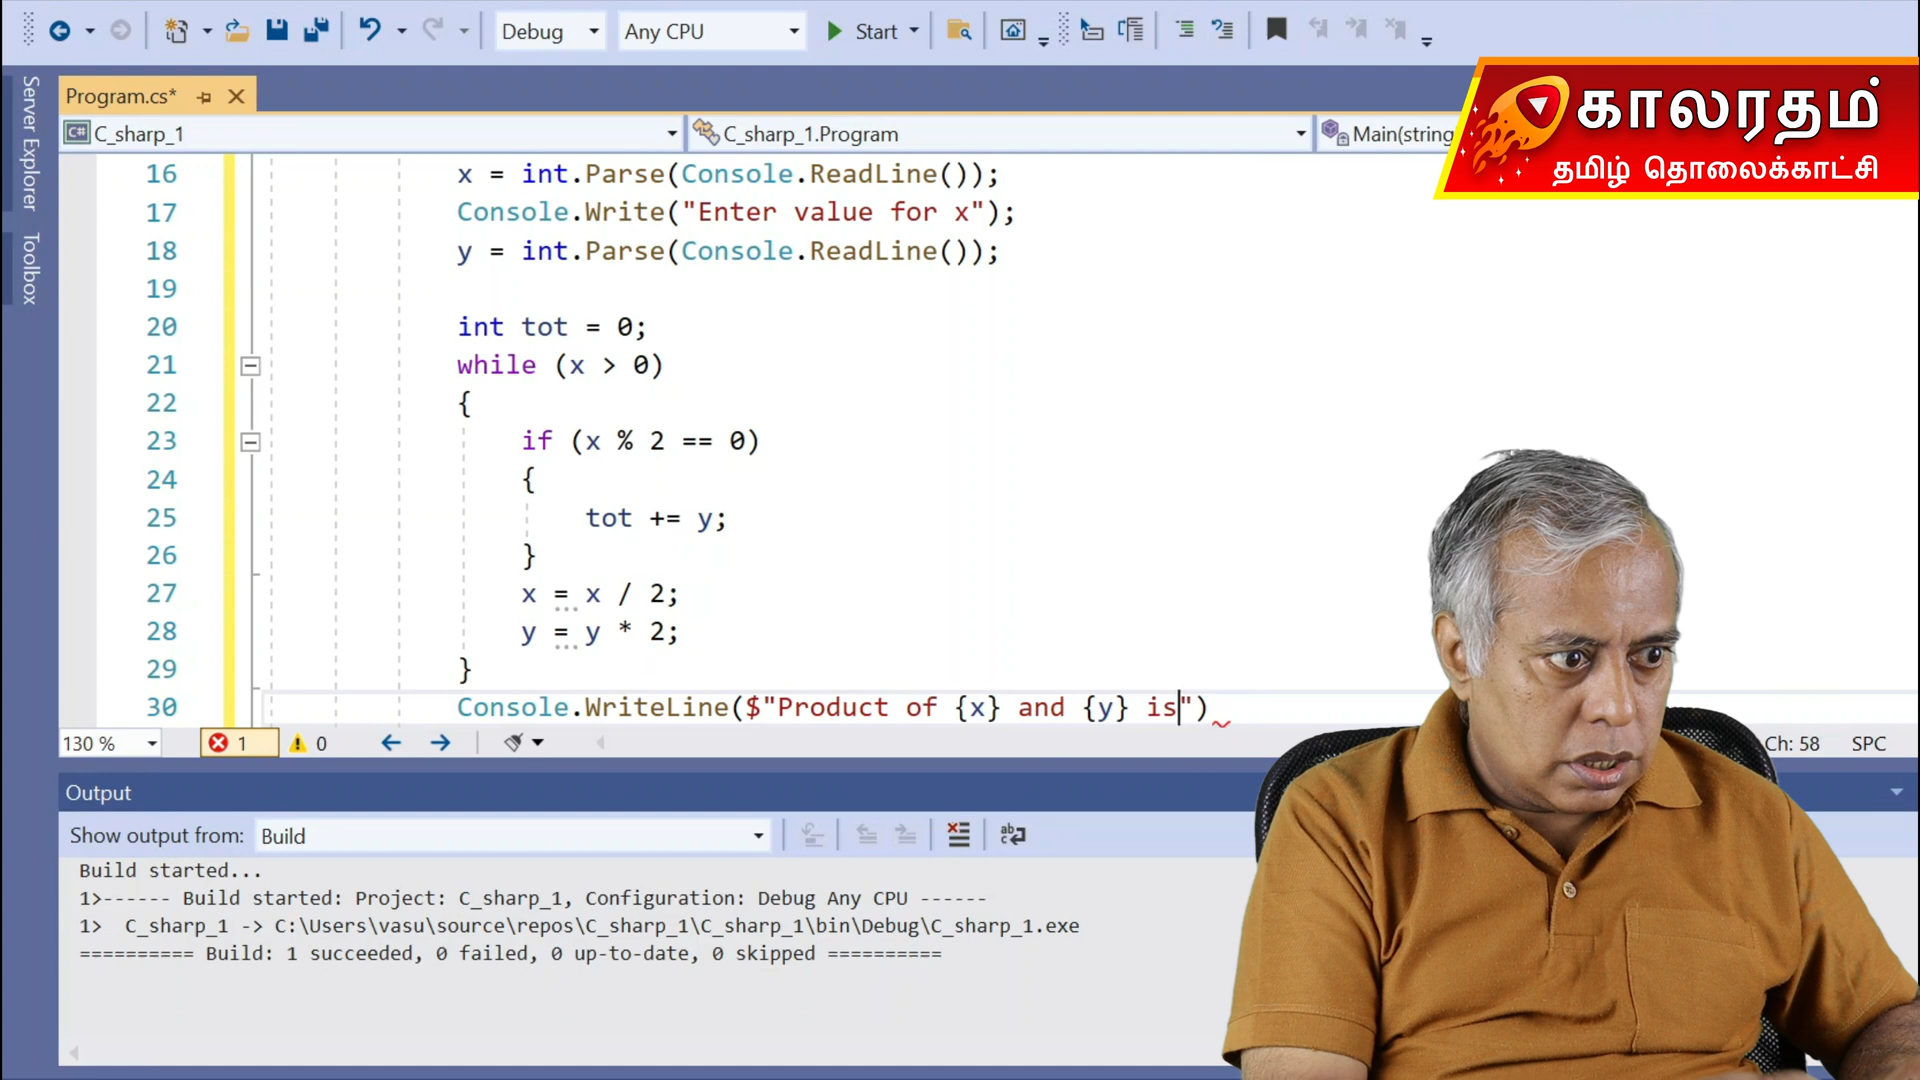 Debug
Any CPU
Start
Server Explorer
Toolbox
Program.cs*
C# C_sharp_1
C_sharp_1.Program
Main(string
காலரதம்
தமிழ் தொலைக்காட்சி
16 x = int.Parse(Console.ReadLine());
17 Console.Write("Enter value for x");
18 y = int.Parse(Console.ReadLine());
19
20 int tot = 0;
21 while (x > 0)
22 {
23 if (x % 2 == 0)
24 {
25 tot += y;
26 }
27 x = x / 2;
28 y = y * 2;
29 }
30 Console.WriteLine($"Product of {x} and {y} is")
130 %
1
0
Ch: 58
SPC
Output
Show output from:
Build
Build started...
1>------ Build started: Project: C_sharp_1, Configuration: Debug Any CPU ------
1>  C_sharp_1 -> C:\Users\vasu\source\repos\C_sharp_1\C_sharp_1\bin\Debug\C_sharp_1.exe
========== Build: 1 succeeded, 0 failed, 0 up-to-date, 0 skipped ==========